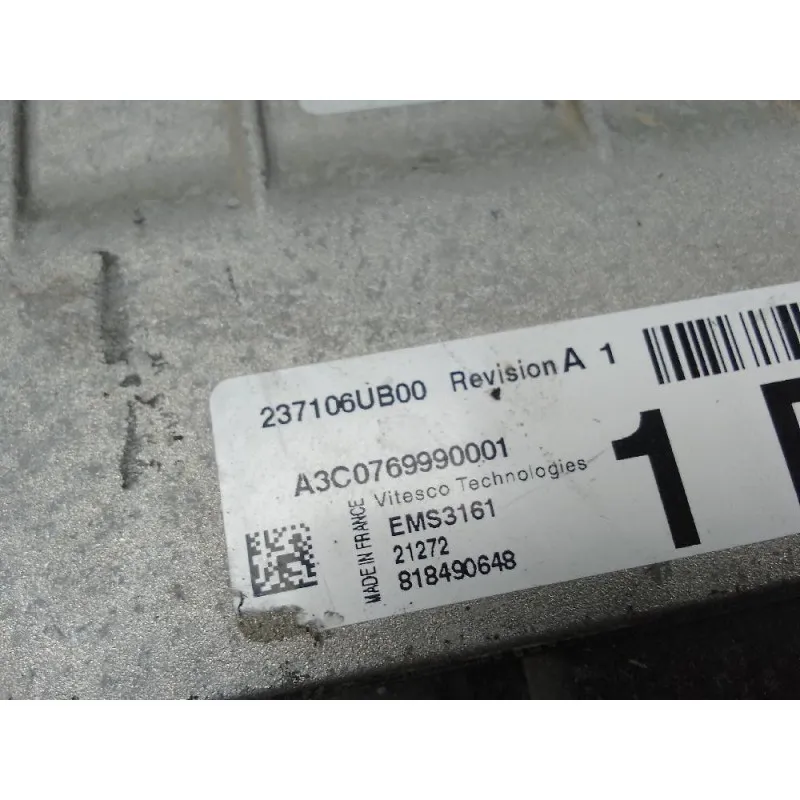 237106UB00 Revision A 1
A3C0769990001
Vitesco Technologies
MADE IN FRANCE
EMS3161
21272
818490648
1